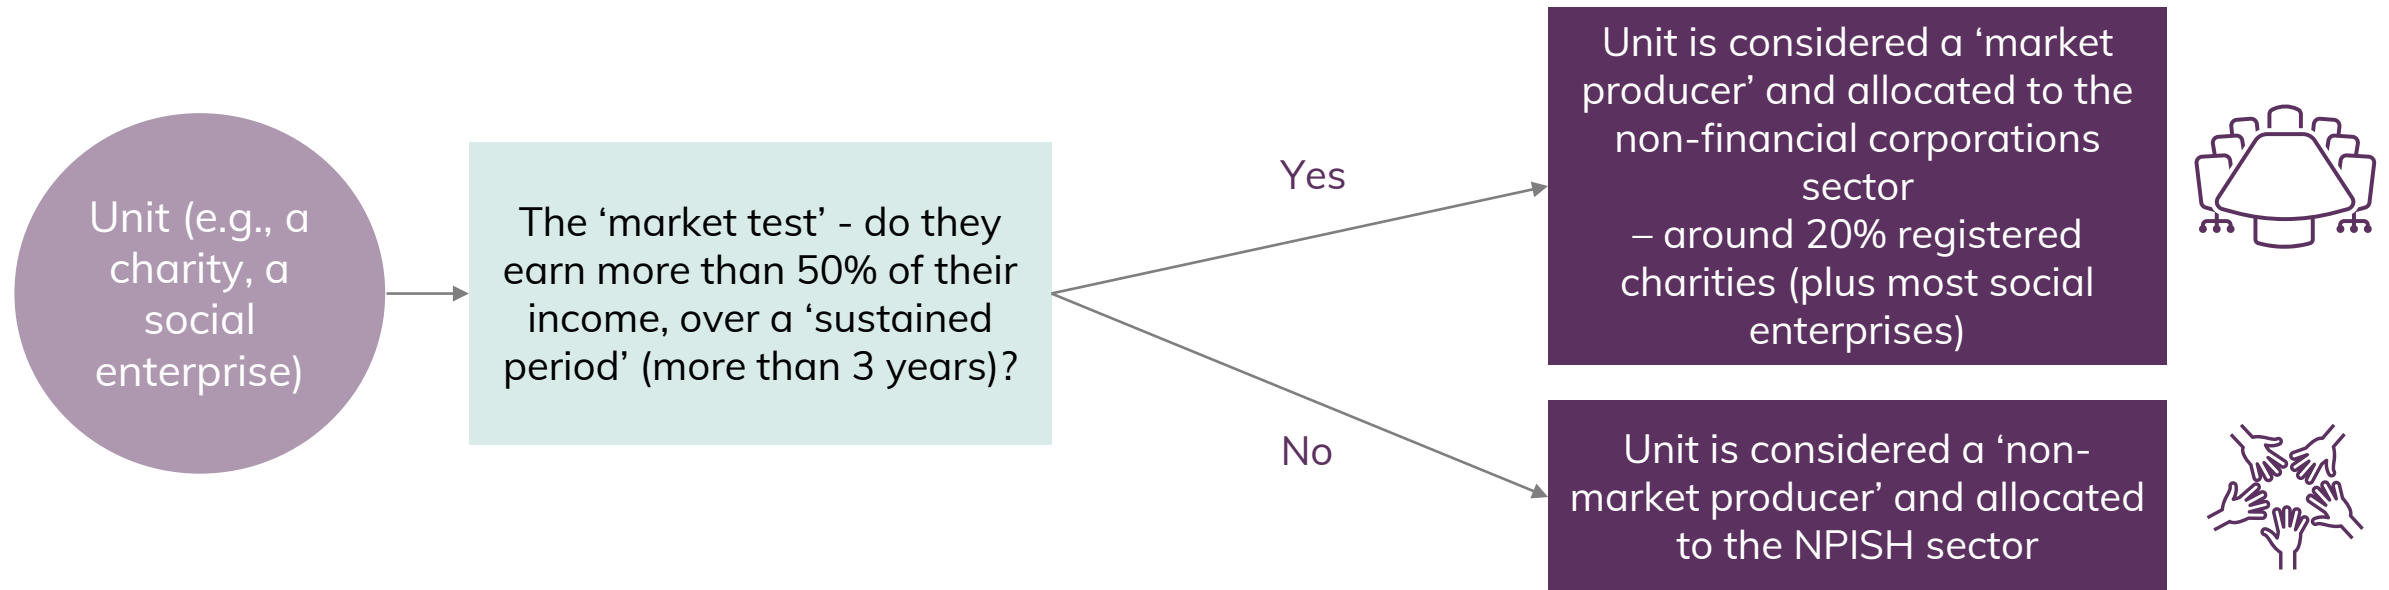 Unit (e.g., a
charity, a
social
enterprise)
The ‘market test’ - do they
earn more than 50% of their
income, over a ‘sustained
period’ (more than 3 years)?
Yes
No
Unit is considered a ‘market
producer’ and allocated to the
non-financial corporations
sector
– around 20% registered
charities (plus most social
enterprises)
Unit is considered a ‘non-
market producer’ and allocated
to the NPISH sector